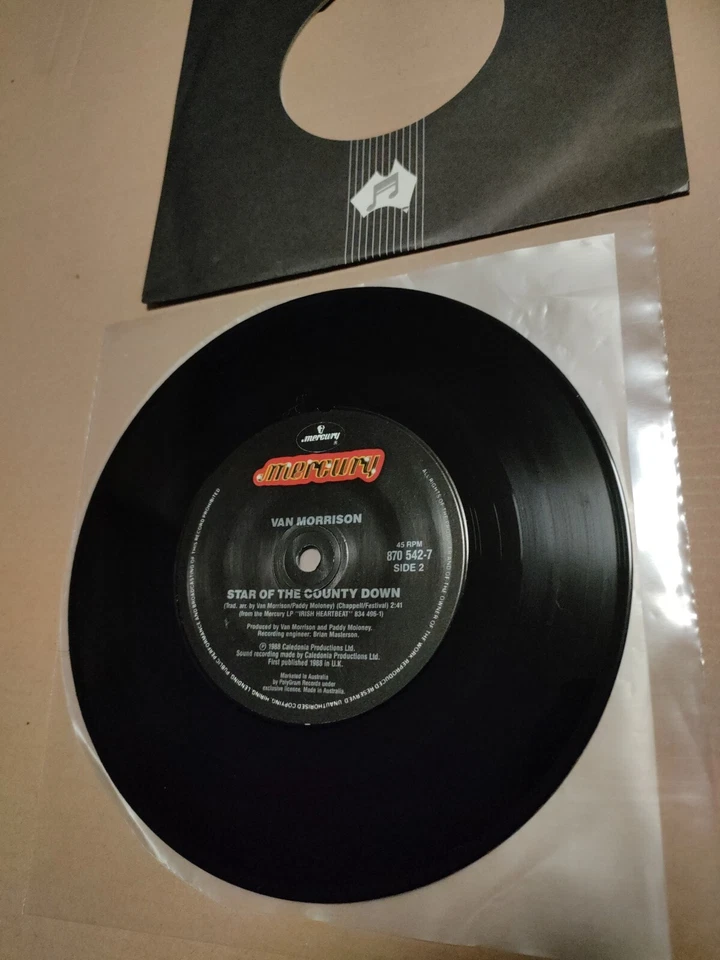 mercury
mercury
VAN MORRISON
45 RPM
870 542-7
SIDE 2
STAR OF THE COUNTY DOWN
(Trad. arr. by Van Morrison/Paddy Moloney) (Chappell/Festival) 2:41
(from the Mercury LP "IRISH HEARTBEAT" 834 496-1)
Produced by Van Morrison and Paddy Moloney.
Recording engineer: Brian Masterson.
Ⓟ 1988 Caledonia Productions Ltd.
Sound recording made by Caledonia Productions Ltd.
First published 1988 in U.K.
Marketed in Australia
by PolyGram Records under
exclusive licence. Made in Australia.
ALL RIGHTS OF THE AND OF THE OWNER OF THE WORK REPRODUCED RESERVED. UNAUTHORISED COPYING, HIRING, LENDING, PUBLIC PERFORMANCE AND BROADCASTING OF THIS RECORD PROHIBITED